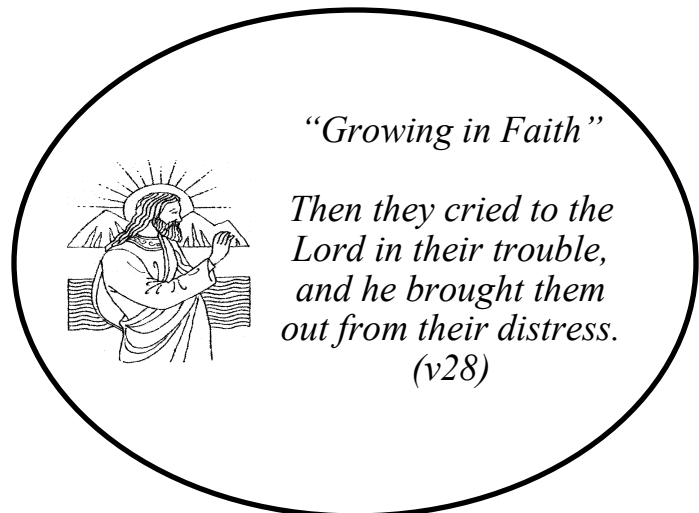 “Growing in Faith”
Then they cried to the
Lord in their trouble,
and he brought them
out from their distress.
(v28)